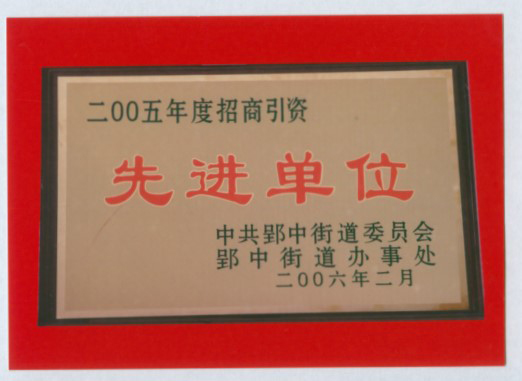 二00五年度招商引资
先进单位
中共郢中街道委员会
郢中街道办事处
二00六年二月